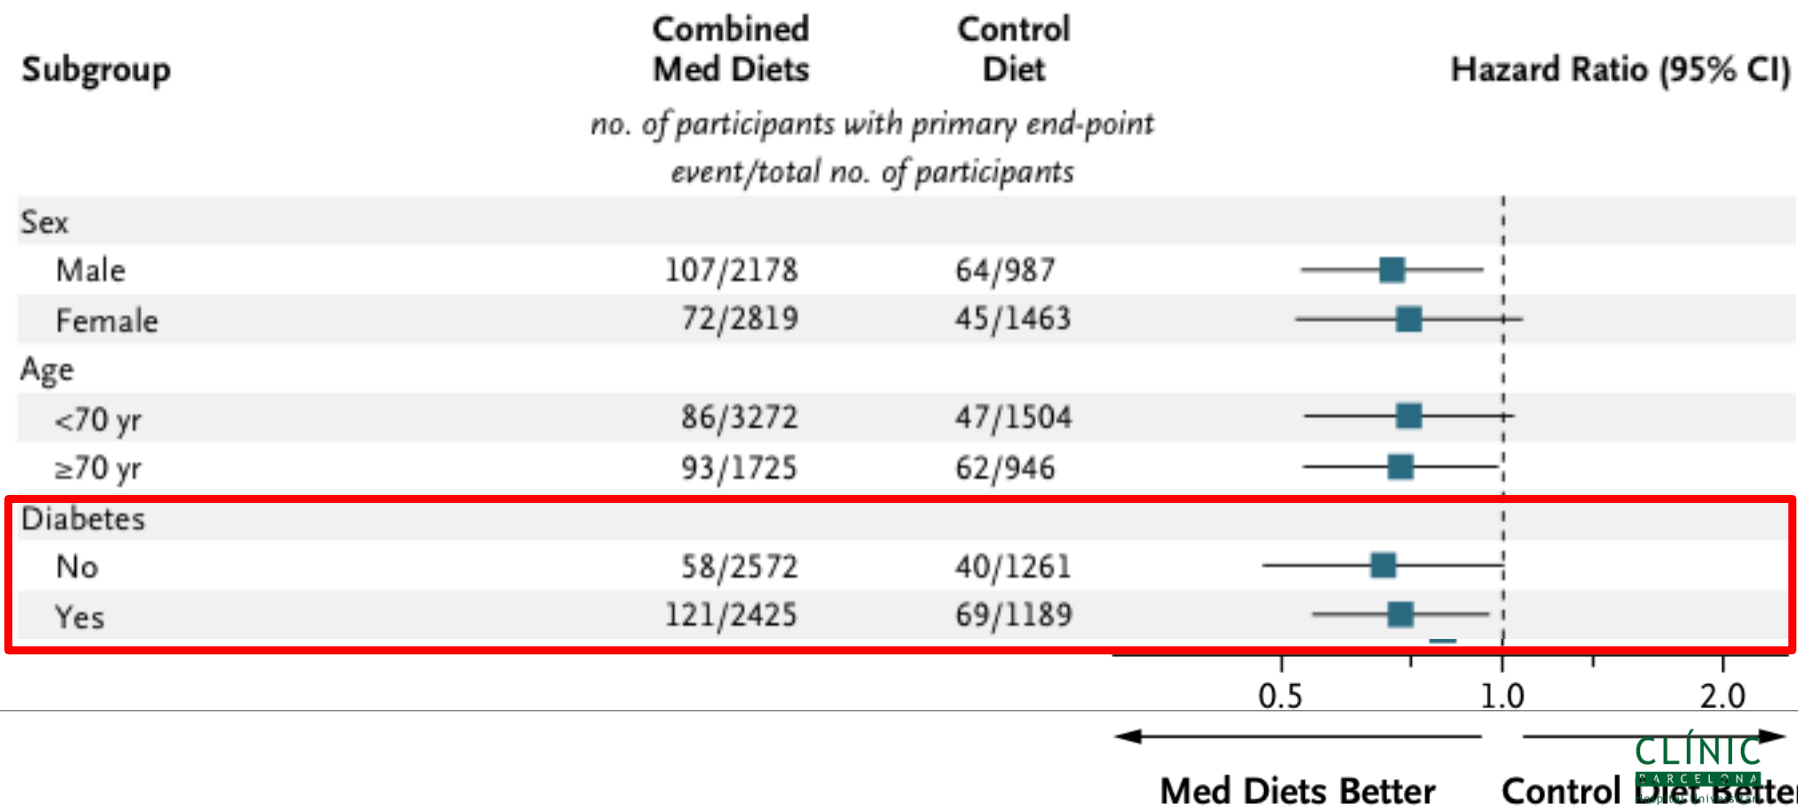 Subgroup Combined Med Diets Control Diet Hazard Ratio (95% CI)
no. of participants with primary end-point
event/total no. of participants
Sex
Male 107/2178 64/987
Female 72/2819 45/1463
Age
<70 yr 86/3272 47/1504
≥70 yr 93/1725 62/946
Diabetes
No 58/2572 40/1261
Yes 121/2425 69/1189
0.5 1.0 2.0
Med Diets Better Control Diet Better
CLÍNIC
BARCELONA
Hospital Universitari